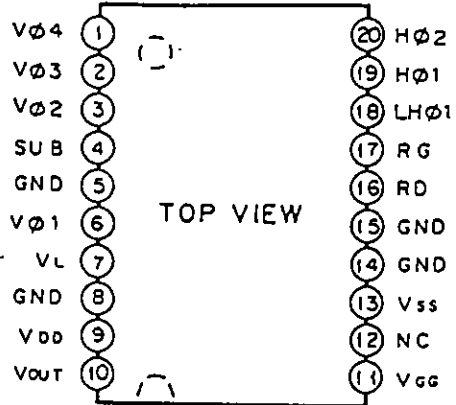 Vø4 1 20 Hø2
Vø3 2 19 Hø1
Vø2 3 18 LHø1
SUB 4 17 RG
GND 5 16 RD
TOP VIEW
15 GND
Vø1 6 14 GND
VL 7 13 VSS
GND 8 12 NC
VDD 9 11 VGG
VOUT 10